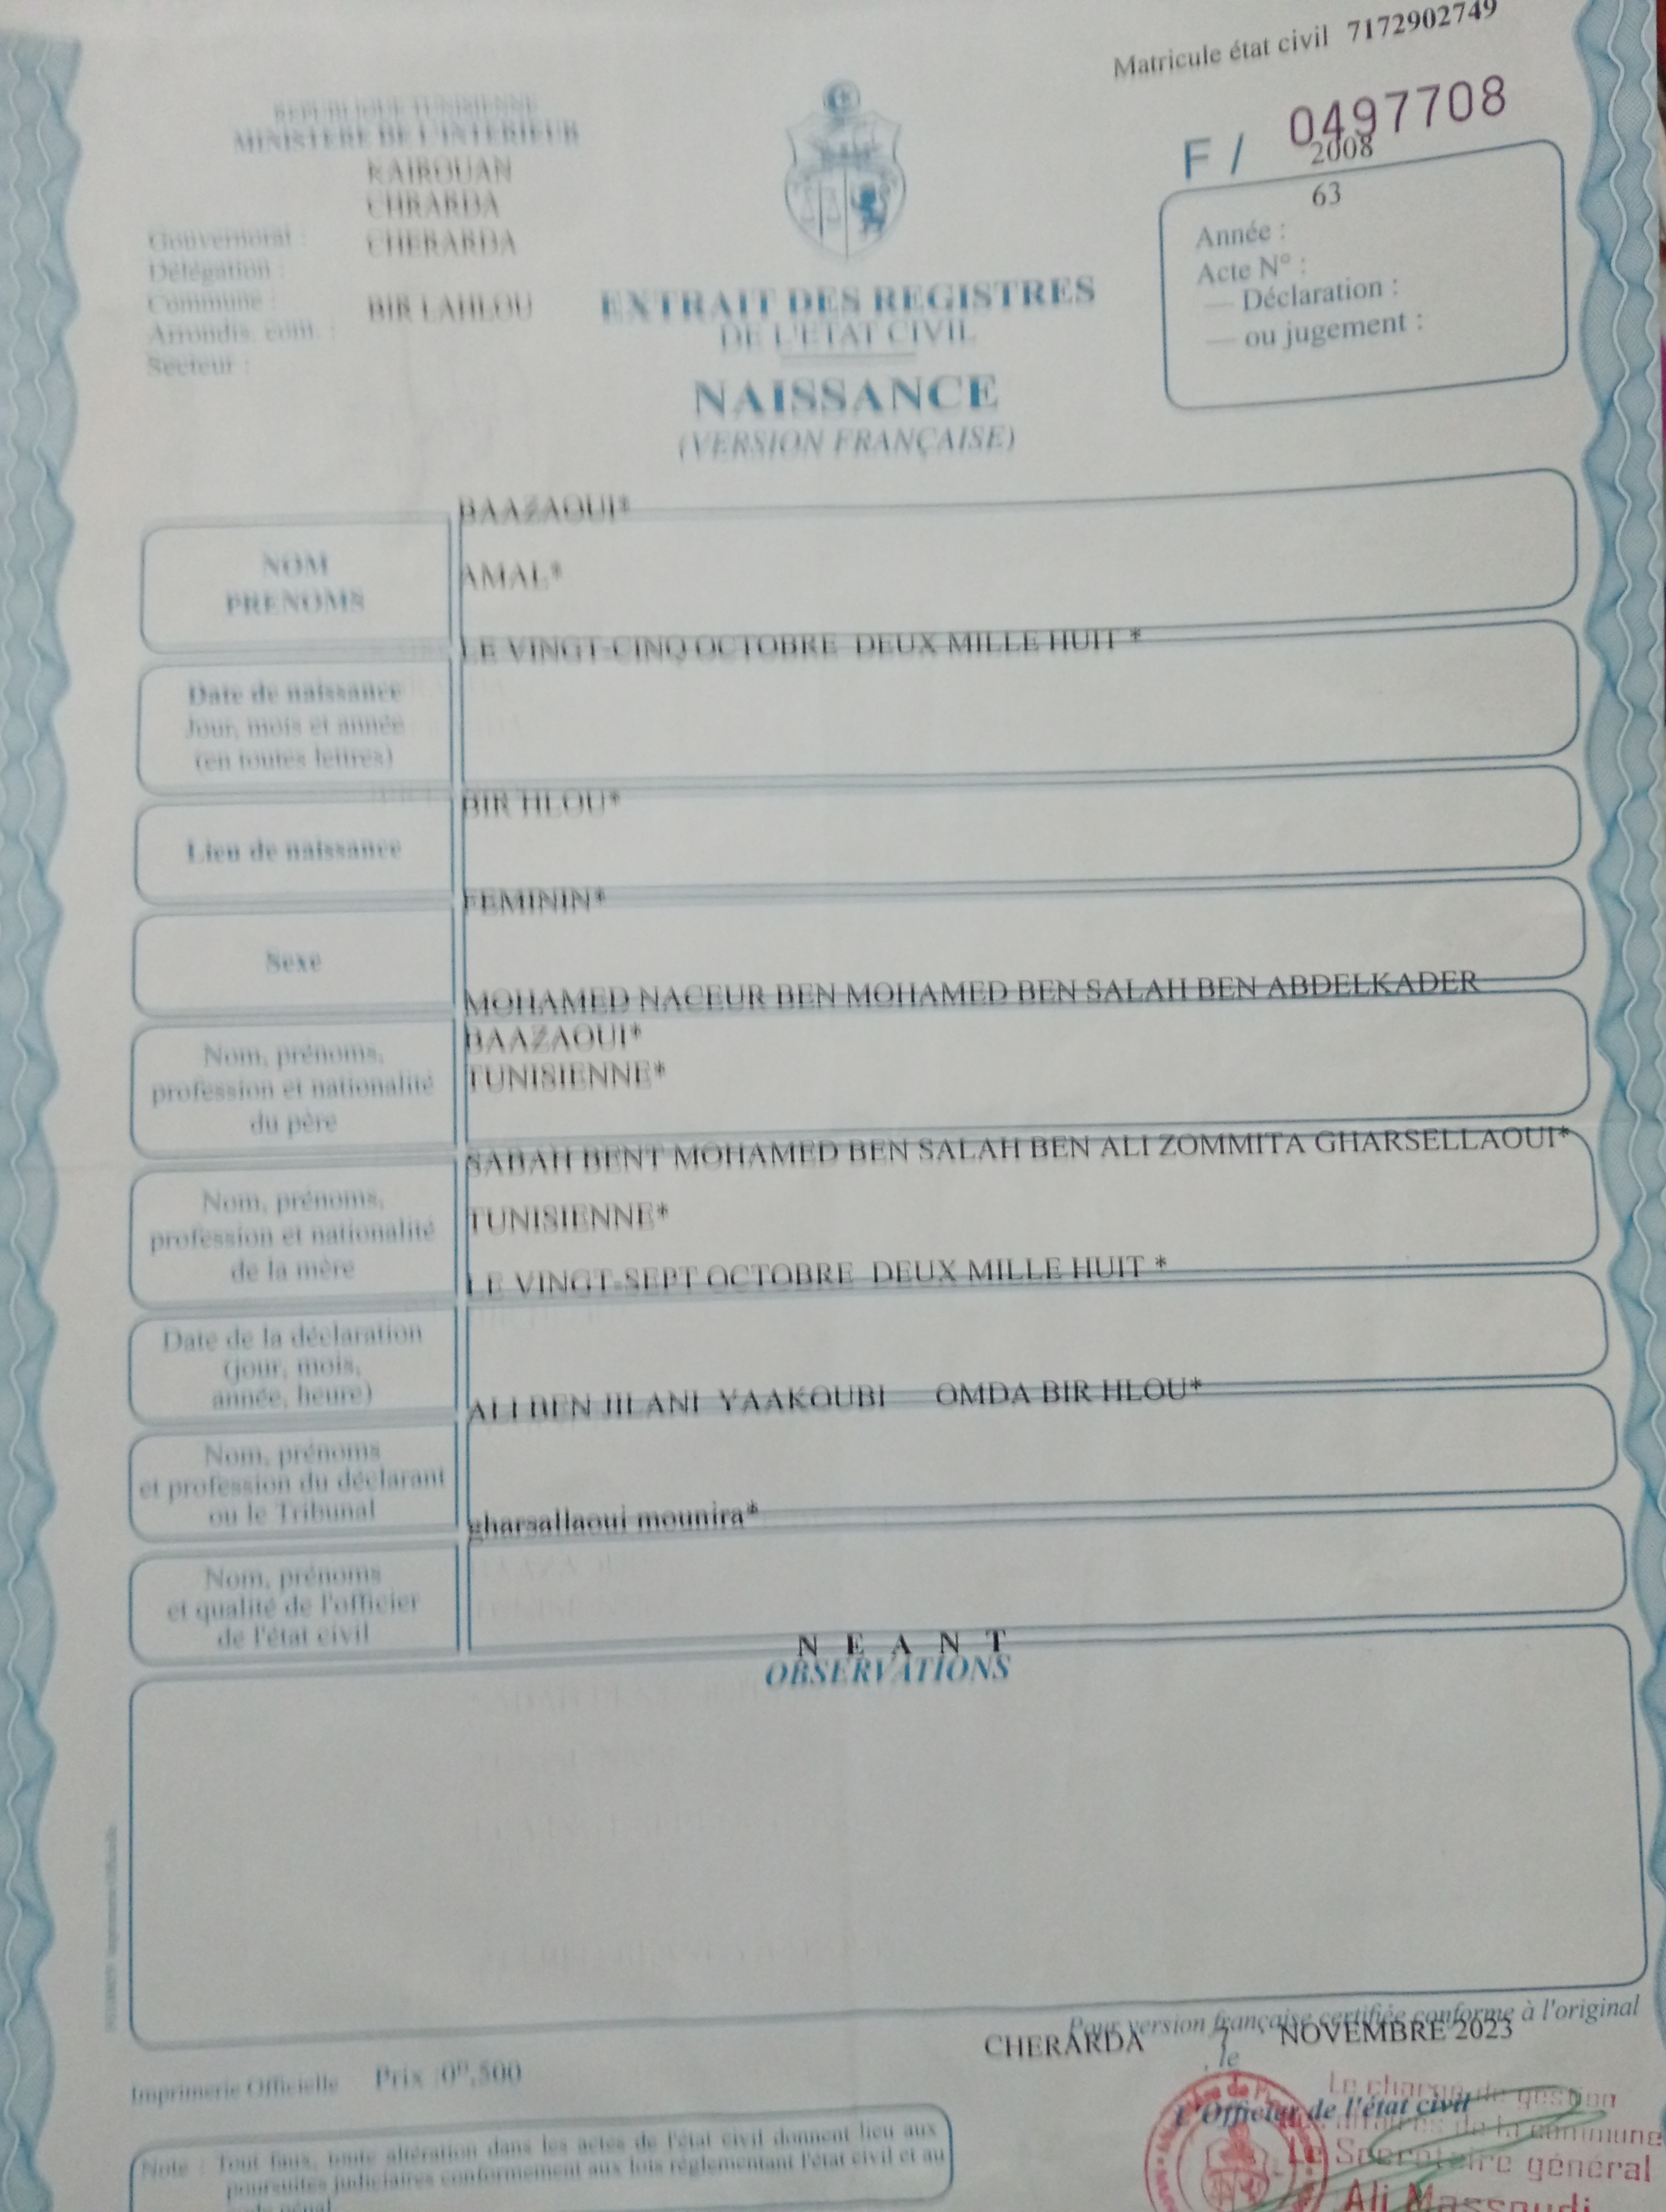 Matricule état civil 7172902749
REPUBLIQUE TUNISIENNE
MINISTERE DE L'INTERIEUR
F / 0497708
2008
63
KAIROUAN
CHRARDA
Gouvernorat : CHERARDA
Délégation :
Commune : BIR LAHLOU
Arrondis. com. :
Secteur :
Année :
Acte N° :
— Déclaration :
— ou jugement :
EXTRAIT DES REGISTRES
DE L'ETAT CIVIL
NAISSANCE
(VERSION FRANÇAISE)
BAAZAOUI*
NOM
AMAL*
PRENOMS
LE VINGT-CINQ OCTOBRE DEUX MILLE HUIT *
Date de naissance
Jour, mois et année
(en toutes lettres)
BIR HLOU*
Lieu de naissance
FEMININ*
Sexe
MOHAMED NACEUR BEN MOHAMED BEN SALAH BEN ABDELKADER
BAAZAOUI*
TUNISIENNE*
Nom, prénoms,
profession et nationalité
du père
SABAH BENT MOHAMED BEN SALAH BEN ALI ZOMMITA GHARSELLAOUI*
TUNISIENNE*
Nom, prénoms,
profession et nationalité
de la mère
LE VINGT-SEPT OCTOBRE DEUX MILLE HUIT *
Date de la déclaration
(jour, mois,
année, heure)
ALI BEN JILANI YAAKOUBI OMDA BIR HLOU*
Nom, prénoms
et profession du déclarant
ou le Tribunal
gharsallaoui mounira*
Nom, prénoms
et qualité de l'officier
de l'état civil
N E A N T
OBSERVATIONS
Pour version française certifiée conforme à l'original
CHERARDA , le 7 NOVEMBRE 2023
Imprimerie Officielle Prix :0ᴰ,500
L'Officier de l'état civil
Le chargé de gestion
de la commune
Le Secrétaire général
Ali Massoudi
Note : Tout faux, toute altération dans les actes de l'état civil donnent lieu aux
poursuites judiciaires conformement aux lois réglementant l'état civil et au
code pénal